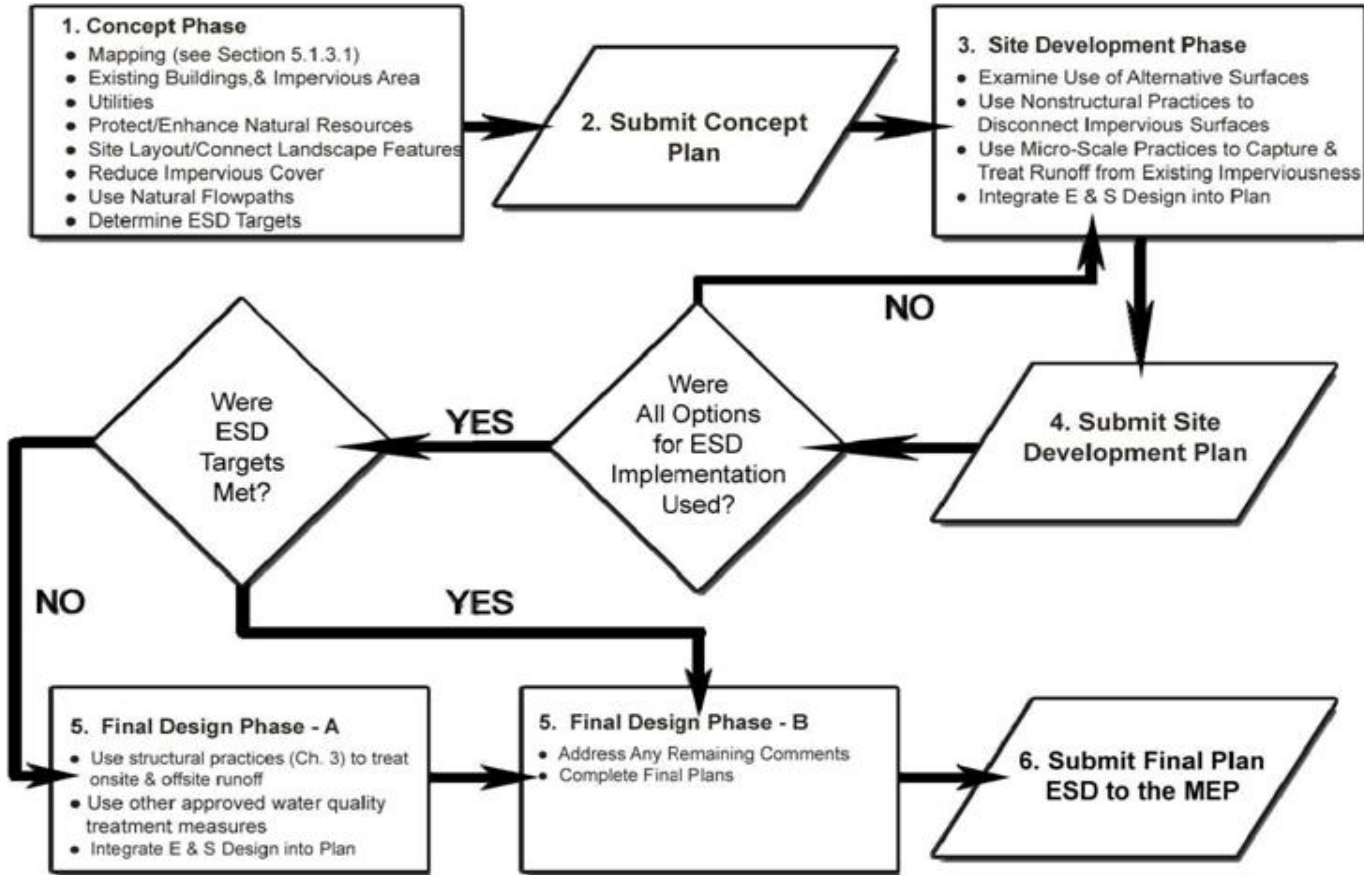 1. Concept Phase
● Mapping (see Section 5.1.3.1)
● Existing Buildings,& Impervious Area
● Utilities
● Protect/Enhance Natural Resources
● Site Layout/Connect Landscape Features
● Reduce Impervious Cover
● Use Natural Flowpaths
● Determine ESD Targets
2. Submit Concept
Plan
3. Site Development Phase
● Examine Use of Alternative Surfaces
● Use Nonstructural Practices to
Disconnect Impervious Surfaces
● Use Micro-Scale Practices to Capture &
Treat Runoff from Existing Imperviousness
● Integrate E & S Design into Plan
NO
4. Submit Site
Development Plan
Were
All Options
for ESD
Implementation
Used?
YES
Were
ESD
Targets
Met?
NO
YES
5. Final Design Phase - A
● Use structural practices (Ch. 3) to treat
onsite & offsite runoff
● Use other approved water quality
treatment measures
● Integrate E & S Design into Plan
5. Final Design Phase - B
● Address Any Remaining Comments
● Complete Final Plans
6. Submit Final Plan
ESD to the MEP